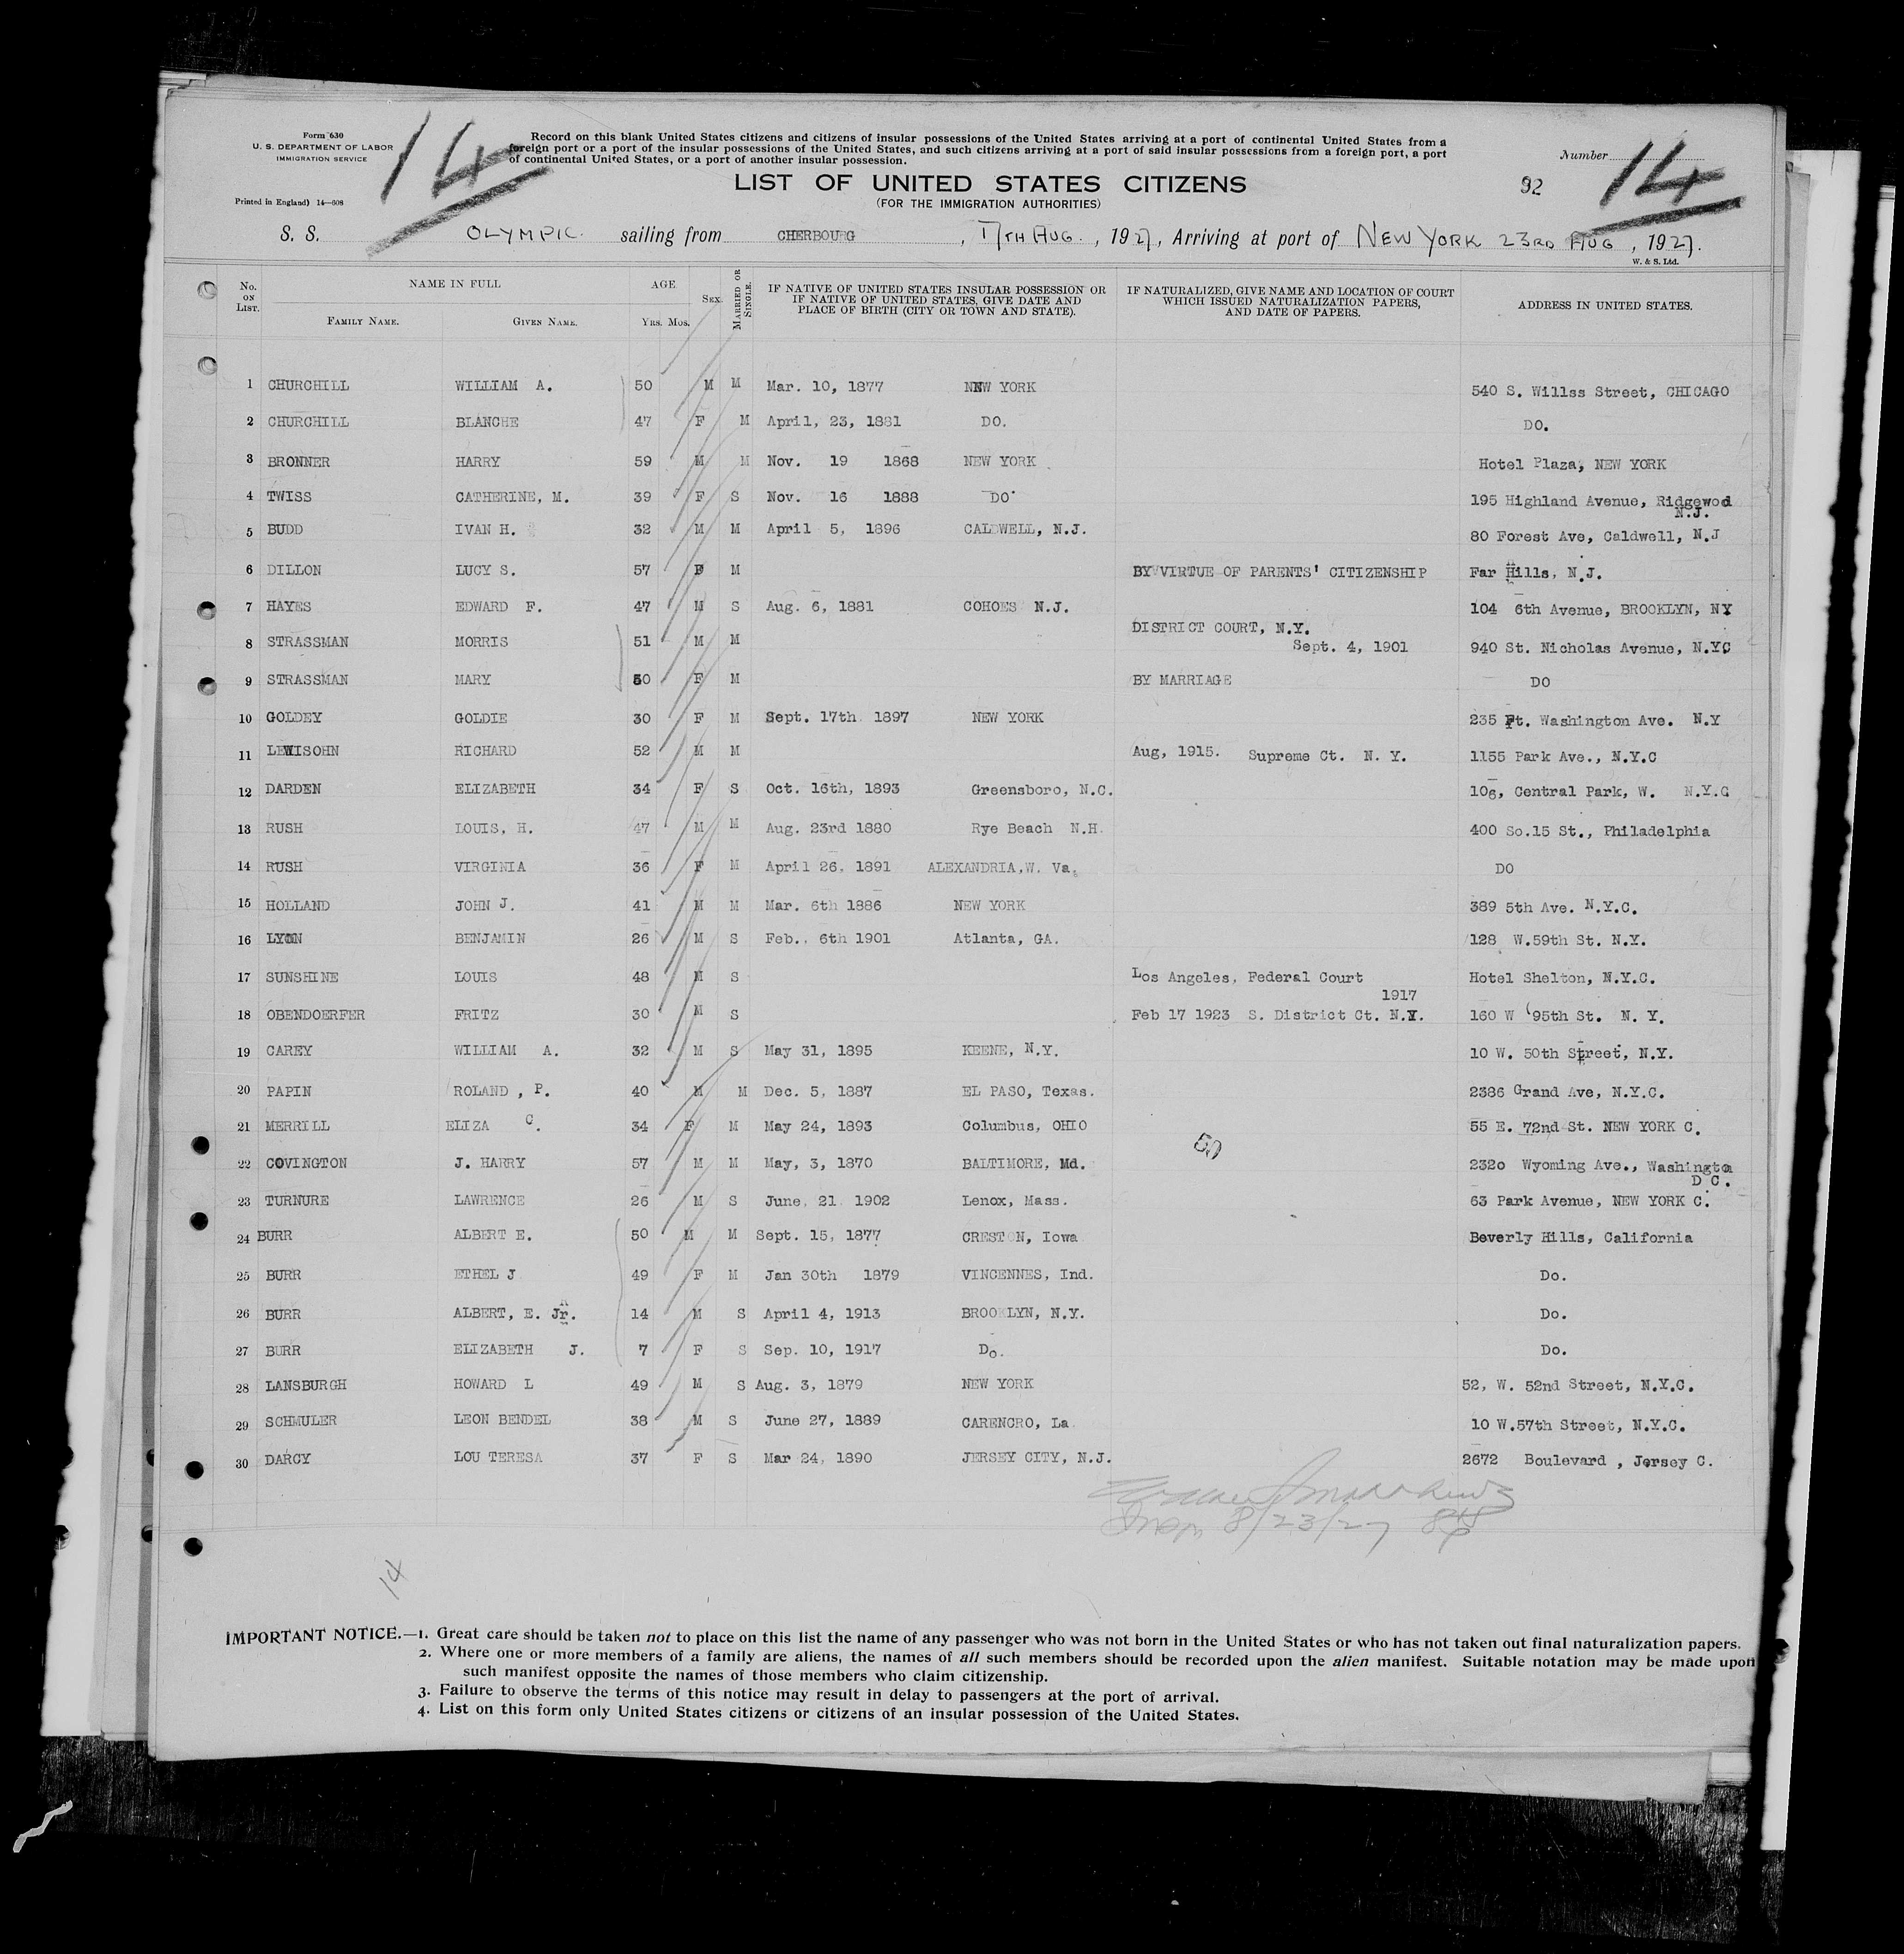 Form 630
U. S. DEPARTMENT OF LABOR
IMMIGRATION SERVICE
Printed in England) 14—608
14
Record on this blank United States citizens and citizens of insular possessions of the United States arriving at a port of continental United States from a
foreign port or a port of the insular possessions of the United States, and such citizens arriving at a port of said insular possessions from a foreign port, a port
of continental United States, or a port of another insular possession.
Number 14
92
LIST OF UNITED STATES CITIZENS
(FOR THE IMMIGRATION AUTHORITIES)
S. S. OLYMPIC. sailing from CHERBOURG, 17TH AUG., 1927, Arriving at port of NEW YORK 23RD AUG, 1927.
W. & S. Ltd.
No. ON LIST. NAME IN FULL FAMILY NAME. GIVEN NAME. AGE YRS. MOS. SEX. MARRIED OR SINGLE. IF NATIVE OF UNITED STATES INSULAR POSSESSION OR IF NATIVE OF UNITED STATES, GIVE DATE AND PLACE OF BIRTH (CITY OR TOWN AND STATE). IF NATURALIZED, GIVE NAME AND LOCATION OF COURT WHICH ISSUED NATURALIZATION PAPERS, AND DATE OF PAPERS. ADDRESS IN UNITED STATES.
1 CHURCHILL WILLIAM A. 50 M M Mar. 10, 1877 NEW YORK 540 S. Willss Street, CHICAGO
2 CHURCHILL BLANCHE 47 F M April, 23, 1881 DO. DO.
3 BRONNER HARRY 59 M M Nov. 19 1868 NEW YORK Hotel Plaza, NEW YORK
4 TWISS CATHERINE, M. 39 F S Nov. 16 1888 DO. 195 Highland Avenue, Ridgewod
N.J.
5 BUDD IVAN H. 32 M M April 5, 1896 CALDWELL, N.J. 80 Forest Ave, Caldwell, N.J
6 DILLON LUCY S. 57 F M BY VIRTUE OF PARENTS' CITIZENSHIP Far Hills, N.J.
7 HAYES EDWARD F. 47 M S Aug. 6, 1881 COHOES N.J. 104 6th Avenue, BROOKLYN, NY
DISTRICT COURT, N.Y.
8 STRASSMAN MORRIS 51 M M Sept. 4, 1901 940 St. Nicholas Avenue, N.YC
9 STRASSMAN MARY 50 F M BY MARRIAGE DO
10 GOLDEY GOLDIE 30 F M Sept. 17th 1897 NEW YORK 235 Ft. Washington Ave. N.Y
11 LEWISOHN RICHARD 52 M M Aug, 1915. Supreme Ct. N. Y. 1155 Park Ave., N.Y.C
12 DARDEN ELIZABETH 34 F S Oct. 16th, 1893 Greensboro, N.C. 106, Central Park, W. N.Y.C
13 RUSH LOUIS, H. 47 M M Aug. 23rd 1880 Rye Beach N.H. 400 So.15 St., Philadelphia
14 RUSH VIRGINIA 36 F M April 26, 1891 ALEXANDRIA,W. Va. DO
15 HOLLAND JOHN J. 41 M M Mar. 6th 1886 NEW YORK 389 5th Ave. N.Y.C.
16 LYON BENJAMIN 26 M S Feb., 6th 1901 Atlanta, GA. 128 W.59th St. N.Y.
17 SUNSHINE LOUIS 48 M S Los Angeles, Federal Court Hotel Shelton, N.Y.C.
1917
18 OBENDOERFER FRITZ 30 M S Feb 17 1923 S. District Ct. N.Y. 160 W 95th St. N. Y.
19 CAREY WILLIAM A. 32 M S May 31, 1895 KEENE, N.Y. 10 W. 50th Street, N.Y.
20 PAPIN ROLAND , P. 40 M M Dec. 5, 1887 EL PASO, Texas. 2386 Grand Ave, N.Y.C.
21 MERRILL ELIZA C. 34 F M May 24, 1893 Columbus, OHIO 55 E. 72nd St. NEW YORK C.
50
22 COVINGTON J. HARRY 57 M M May, 3, 1870 BALTIMORE, Md. 2320 Wyoming Ave., Washington
D C.
23 TURNURE LAWRENCE 26 M S June, 21 1902 Lenox, Mass. 63 Park Avenue, NEW YORK C.
24 BURR ALBERT E. 50 M M Sept. 15, 1877 CRESTON, Iowa Beverly Hills, California
25 BURR ETHEL J 49 F M Jan 30th 1879 VINCENNES, Ind. Do.
26 BURR ALBERT, E. Jr. 14 M S April 4, 1913 BROOKLYN, N.Y. Do.
27 BURR ELIZABETH J. 7 F S Sep. 10, 1917 Do. Do.
28 LANSBURGH HOWARD L 49 M S Aug. 3, 1879 NEW YORK 52, W. 52nd Street, N.Y.C.
29 SCHMULER LEON BENDEL 38 M S June 27, 1889 CARENCRO, La 10 W.57th Street, N.Y.C.
30 DARCY LOU TERESA 37 F S Mar 24, 1890 JERSEY CITY, N.J. 2672 Boulevard , Jersey C.
Insp 8/23/27
14
IMPORTANT NOTICE.—1. Great care should be taken not to place on this list the name of any passenger who was not born in the United States or who has not taken out final naturalization papers.
2. Where one or more members of a family are aliens, the names of all such members should be recorded upon the alien manifest. Suitable notation may be made upon
such manifest opposite the names of those members who claim citizenship.
3. Failure to observe the terms of this notice may result in delay to passengers at the port of arrival.
4. List on this form only United States citizens or citizens of an insular possession of the United States.